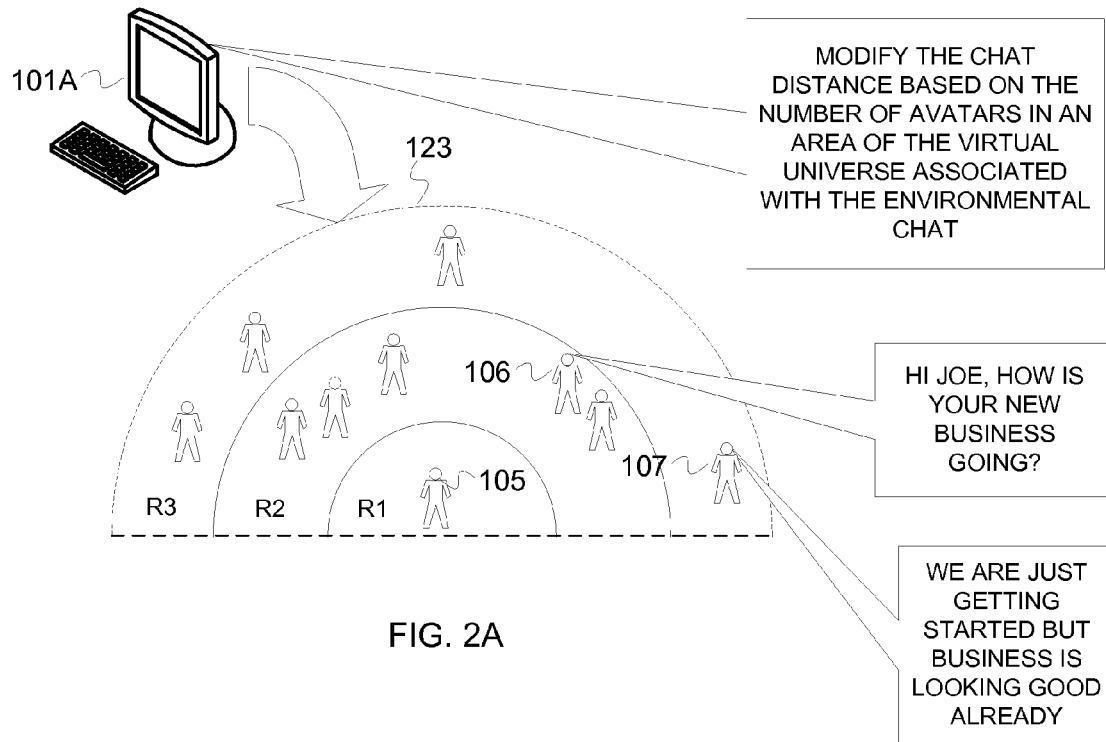 101A
MODIFY THE CHAT
DISTANCE BASED ON THE
NUMBER OF AVATARS IN AN
AREA OF THE VIRTUAL
UNIVERSE ASSOCIATED
WITH THE ENVIRONMENTAL
CHAT
123
106
HI JOE, HOW IS
YOUR NEW
BUSINESS
GOING?
107
105
R3
R2
R1
WE ARE JUST
GETTING
STARTED BUT
BUSINESS IS
LOOKING GOOD
ALREADY
FIG. 2A